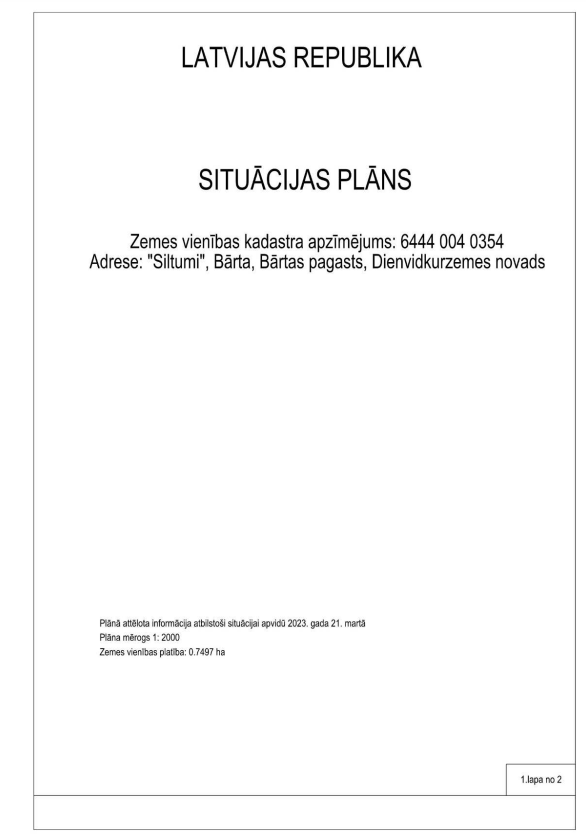 LATVIJAS REPUBLIKA
SITUĀCIJAS PLĀNS
Zemes vienības kadastra apzīmējums: 6444 004 0354
Adrese: "Siltumi", Bārta, Bārtas pagasts, Dienvidkurzemes novads
Plānā attēlota informācija atbilstoši situācijai apvidū 2023. gada 21. martā
Plāna mērogs 1: 2000
Zemes vienības platība: 0.7497 ha
1.lapa no 2